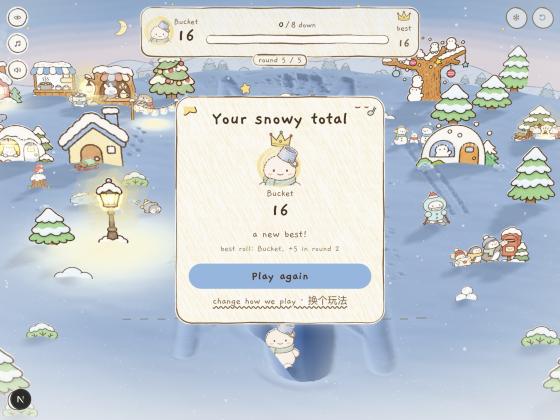 Bucket
16
0/8 down
best
16
round 5 / 5
Your snowy total
Bucket
16
a new best!
best roll: Bucket, +5 in round 2
Play again
change how we play · 换个玩法
N